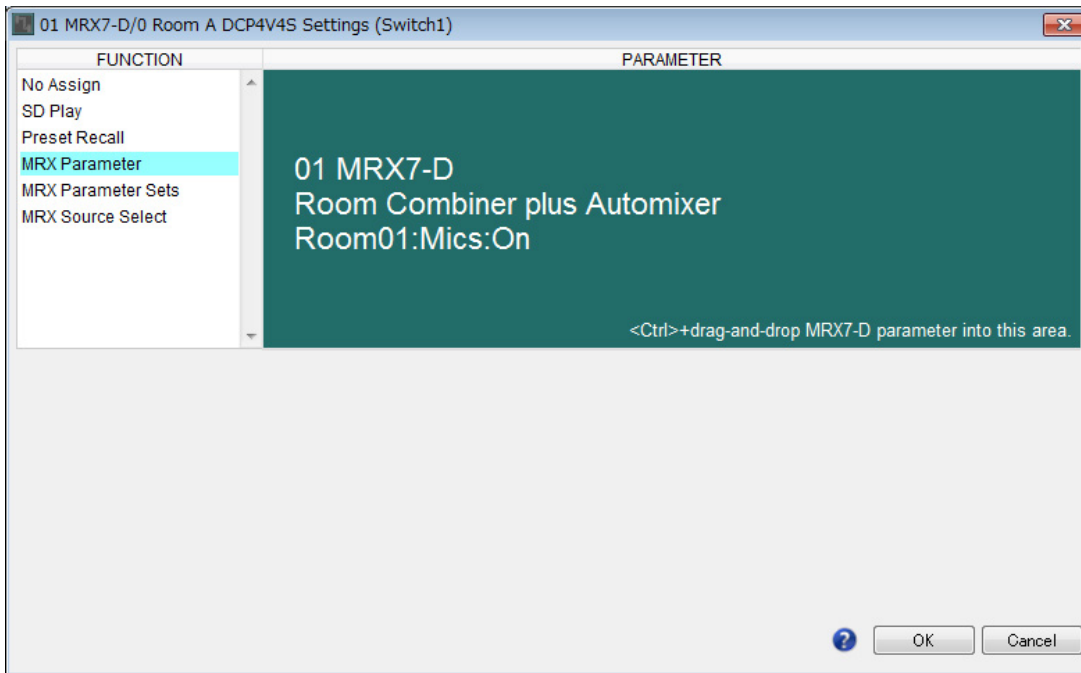 01 MRX7-D/0 Room A DCP4V4S Settings (Switch1)
FUNCTION
PARAMETER
No Assign
SD Play
Preset Recall
MRX Parameter
MRX Parameter Sets
MRX Source Select
01 MRX7-D
Room Combiner plus Automixer
Room01:Mics:On
<Ctrl>+drag-and-drop MRX7-D parameter into this area.
?
OK
Cancel